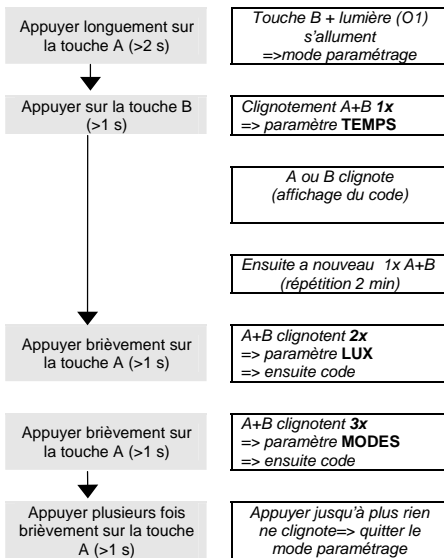 Appuyer longuement sur
la touche A (>2 s)
Touche B + lumière (O1)
s'allument
=>mode paramétrage
Appuyer sur la touche B
(>1 s)
Clignotement A+B 1x
=> paramètre TEMPS
A ou B clignote
(affichage du code)
Ensuite a nouveau 1x A+B
(répétition 2 min)
Appuyer brièvement sur
la touche A (>1 s)
A+B clignotent 2x
=> paramètre LUX
=> ensuite code
Appuyer brièvement sur
la touche A (>1 s)
A+B clignotent 3x
=> paramètre MODES
=> ensuite code
Appuyer plusieurs fois
brièvement sur la touche
A (>1 s)
Appuyer jusqu'à plus rien
ne clignote=> quitter le
mode paramétrage